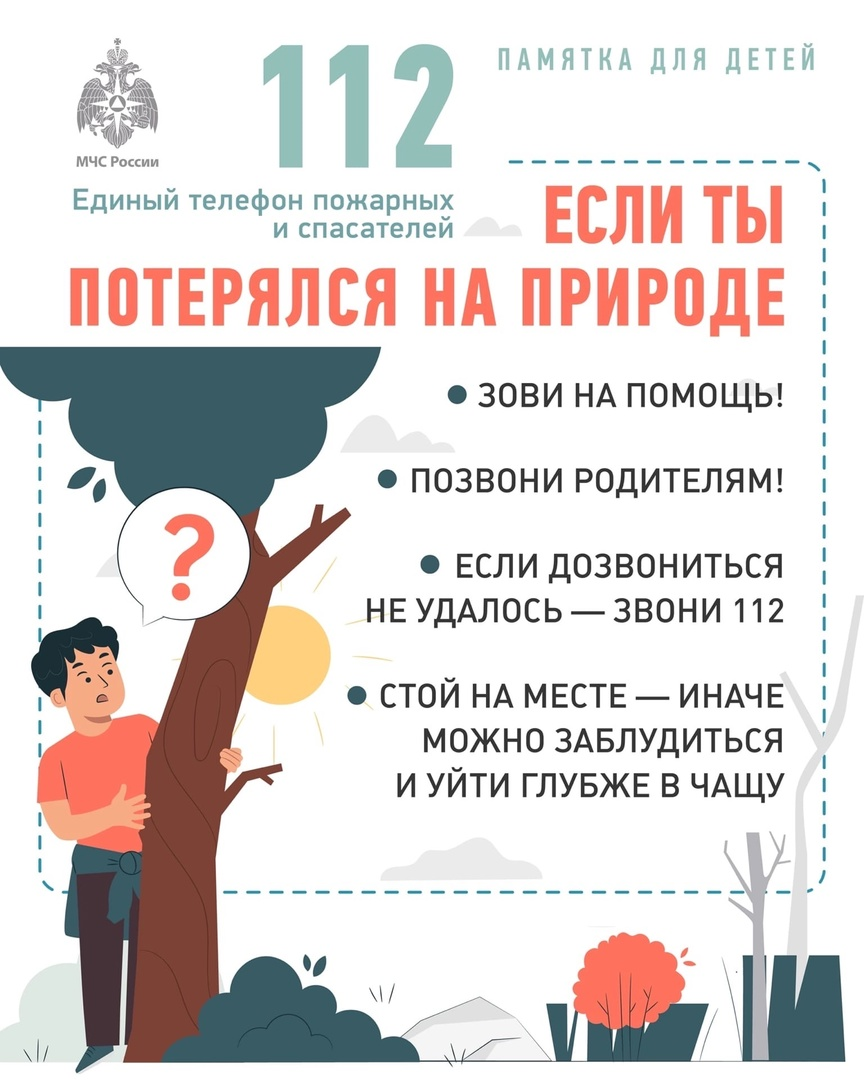 МЧС России
112
Единый телефон пожарных
и спасателей
ПАМЯТКА ДЛЯ ДЕТЕЙ
ЕСЛИ ТЫ
ПОТЕРЯЛСЯ НА ПРИРОДЕ
● ЗОВИ НА ПОМОЩЬ!
● ПОЗВОНИ РОДИТЕЛЯМ!
● ЕСЛИ ДОЗВОНИТЬСЯ
НЕ УДАЛОСЬ — ЗВОНИ 112
● СТОЙ НА МЕСТЕ — ИНАЧЕ
МОЖНО ЗАБЛУДИТЬСЯ
И УЙТИ ГЛУБЖЕ В ЧАЩУ
?